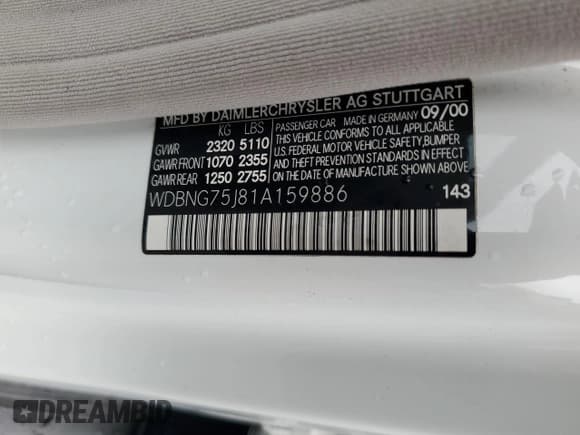 MFD BY DAIMLERCHRYSLER AG STUTTGART
KG LBS PASSENGER CAR MADE IN GERMANY 09/00
GVWR 2320 5110 THIS VEHICLE CONFORMS TO ALL APPLICABLE
GAWR FRONT 1070 2355 U.S. FEDERAL MOTOR VEHICLE SAFETY, BUMPER
GAWR REAR 1250 2755 AND THEFT PREVENTION STANDARDS IN EFFECT
ON THE DATE OF MANUFACTURE SHOWN ABOVE.
WDBNG75J81A159886 143
DREAMBID